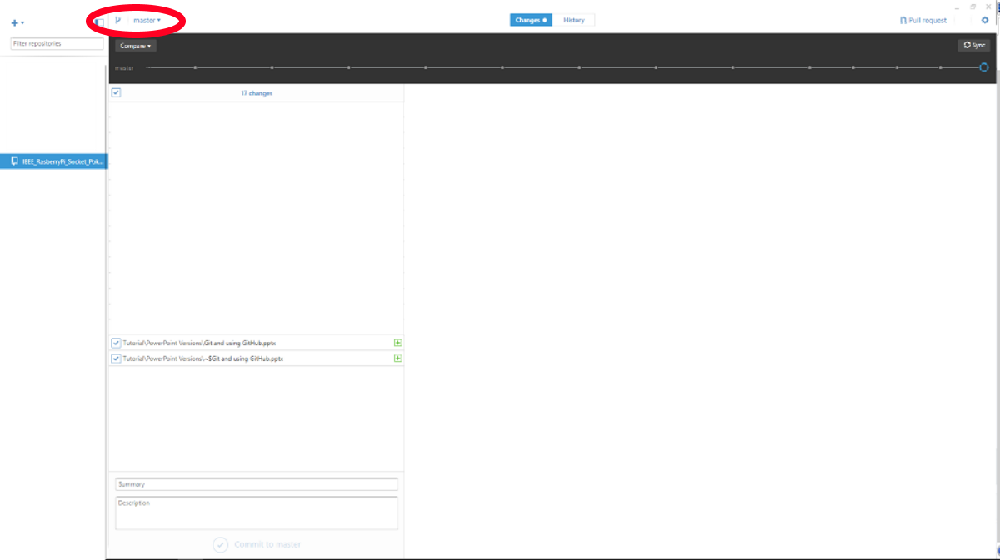 master
Changes
History
Pull request
Filter repositories
Compare
Sync
master
17 changes
IEEE_RasberryPi_Socket_Pok...
Tutorial\PowerPoint Versions\Git and using GitHub.pptx
Tutorial\PowerPoint Versions\~$Git and using GitHub.pptx
Summary
Description
Commit to master